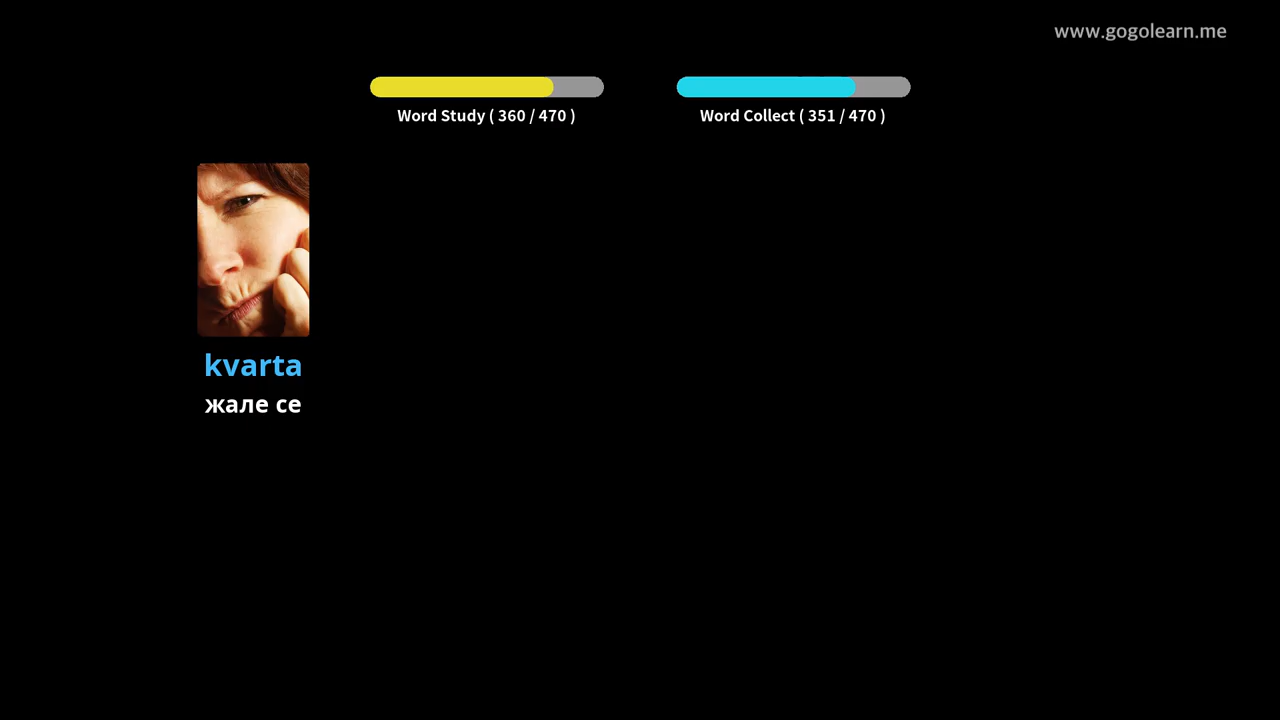 www.gogolearn.me
Word Study ( 360 / 470 )
Word Collect ( 351 / 470 )
kvarta
жале се